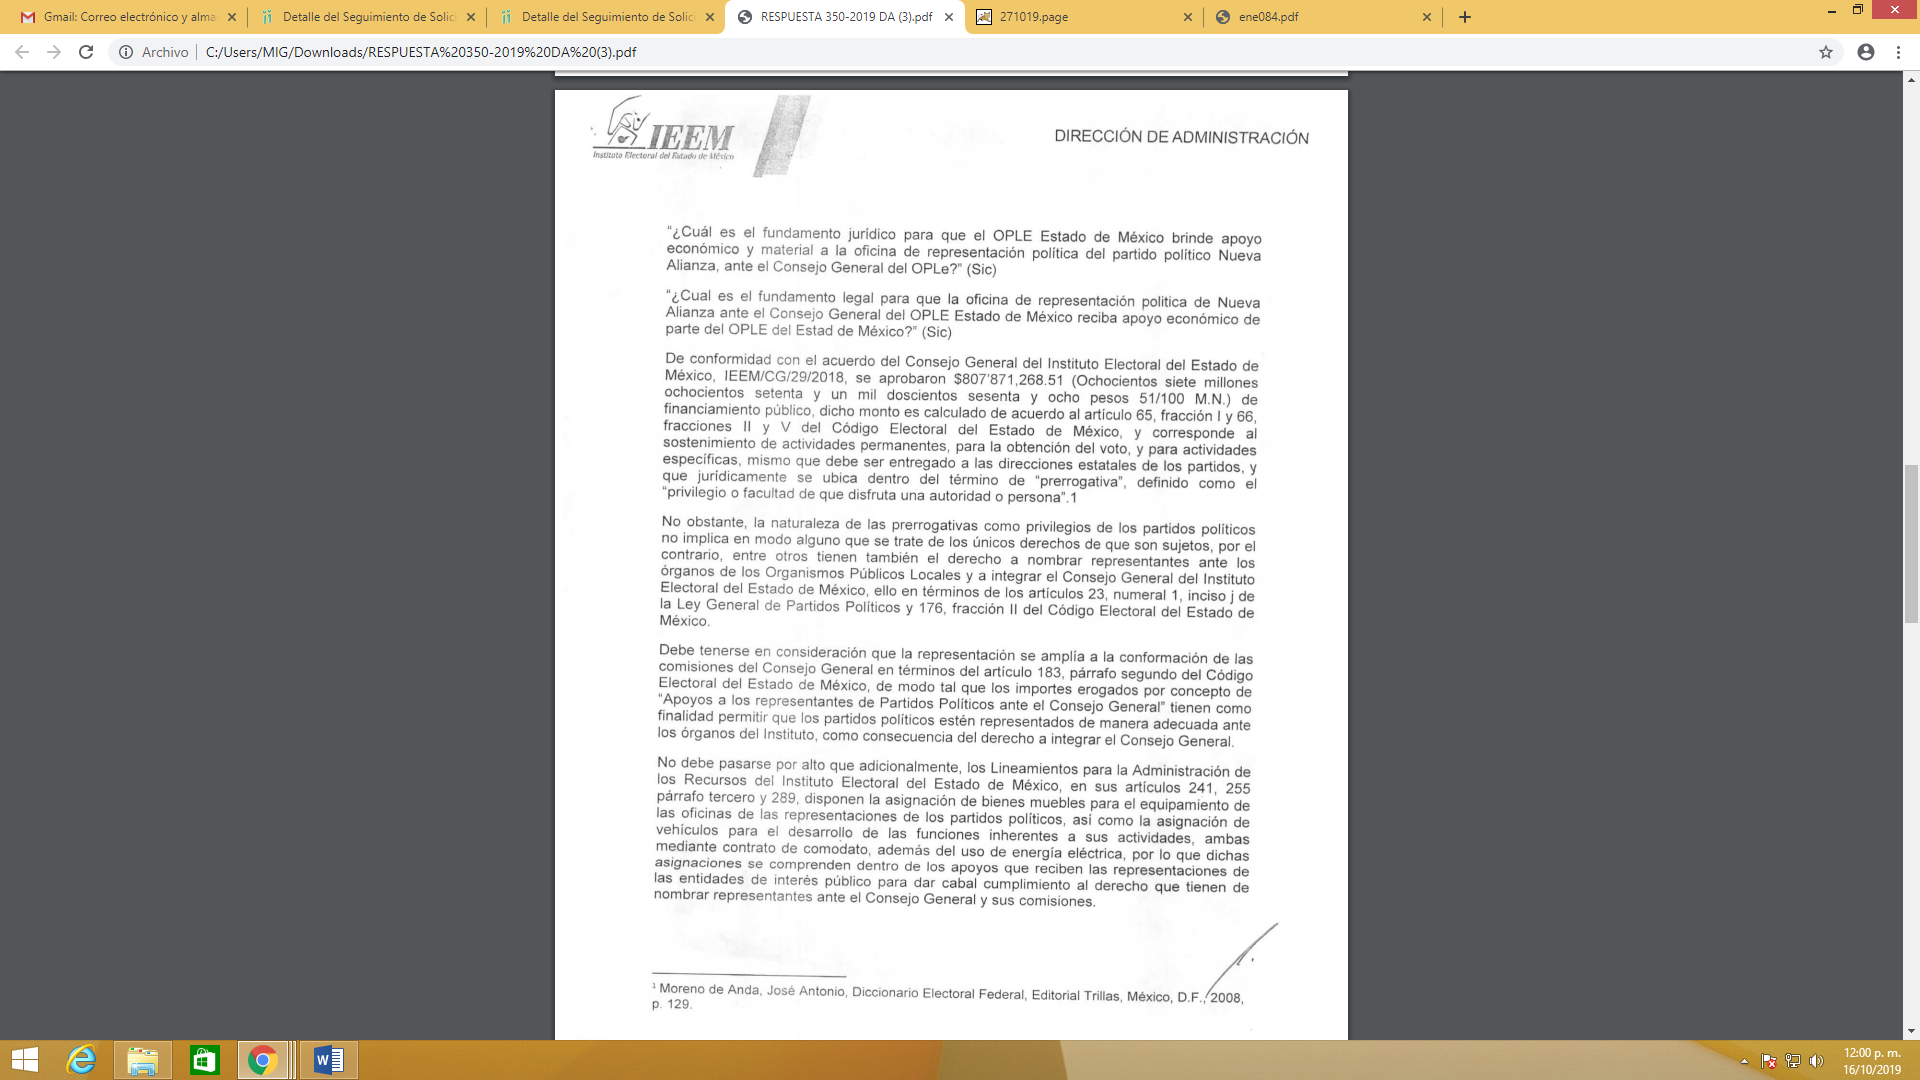 Gmail: Correo electrónico y alma
Detalle del Seguimiento de Solici
Detalle del Seguimiento de Solici
RESPUESTA 350-2019 DA (3).pdf
271019.page
ene084.pdf
Archivo
C:/Users/MIG/Downloads/RESPUESTA%20350-2019%20DA%20(3).pdf
IEEM
Instituto Electoral del Estado de México
DIRECCIÓN DE ADMINISTRACIÓN
“¿Cuál es el fundamento jurídico para que el OPLE Estado de México brinde apoyo
económico y material a la oficina de representación política del partido político Nueva
Alianza, ante el Consejo General del OPLe?” (Sic)
“¿Cual es el fundamento legal para que la oficina de representación politica de Nueva
Alianza ante el Consejo General del OPLE Estado de México reciba apoyo económico de
parte del OPLE del Estad de México?” (Sic)
De conformidad con el acuerdo del Consejo General del Instituto Electoral del Estado de
México, IEEM/CG/29/2018, se aprobaron $807’871,268.51 (Ochocientos siete millones
ochocientos setenta y un mil doscientos sesenta y ocho pesos 51/100 M.N.) de
financiamiento público, dicho monto es calculado de acuerdo al artículo 65, fracción I y 66,
fracciones II y V del Código Electoral del Estado de México, y corresponde al
sostenimiento de actividades permanentes, para la obtención del voto, y para actividades
específicas, mismo que debe ser entregado a las direcciones estatales de los partidos, y
que jurídicamente se ubica dentro del término de “prerrogativa”, definido como el
“privilegio o facultad de que disfruta una autoridad o persona”.1
No obstante, la naturaleza de las prerrogativas como privilegios de los partidos políticos
no implica en modo alguno que se trate de los únicos derechos de que son sujetos, por el
contrario, entre otros tienen también el derecho a nombrar representantes ante los
órganos de los Organismos Públicos Locales y a integrar el Consejo General del Instituto
Electoral del Estado de México, ello en términos de los artículos 23, numeral 1, inciso j de
la Ley General de Partidos Políticos y 176, fracción II del Código Electoral del Estado de
México.
Debe tenerse en consideración que la representación se amplía a la conformación de las
comisiones del Consejo General en términos del artículo 183, párrafo segundo del Código
Electoral del Estado de México, de modo tal que los importes erogados por concepto de
“Apoyos a los representantes de Partidos Políticos ante el Consejo General” tienen como
finalidad permitir que los partidos políticos estén representados de manera adecuada ante
los órganos del Instituto, como consecuencia del derecho a integrar el Consejo General.
No debe pasarse por alto que adicionalmente, los Lineamientos para la Administración de
los Recursos del Instituto Electoral del Estado de México, en sus artículos 241, 255
párrafo tercero y 289, disponen la asignación de bienes muebles para el equipamiento de
las oficinas de las representaciones de los partidos políticos, así como la asignación de
vehículos para el desarrollo de las funciones inherentes a sus actividades, ambas
mediante contrato de comodato, además del uso de energía eléctrica, por lo que dichas
asignaciones se comprenden dentro de los apoyos que reciben las representaciones de
las entidades de interés público para dar cabal cumplimiento al derecho que tienen de
nombrar representantes ante el Consejo General y sus comisiones.
1 Moreno de Anda, José Antonio, Diccionario Electoral Federal, Editorial Trillas, México, D.F., 2008,
p. 129.
12:00 p. m.
16/10/2019